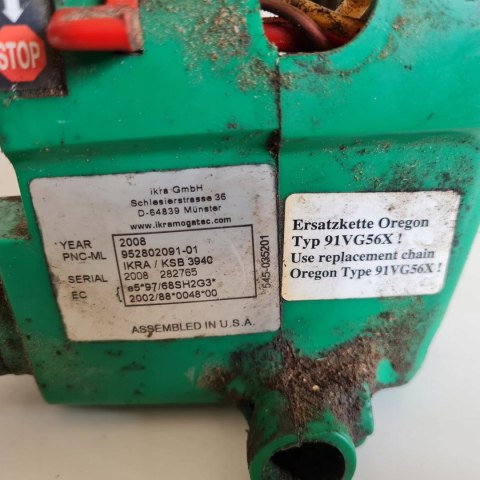 STOP
ikra GmbH
Schlesierstrasse 36
D-64839 Münster
www.ikramogatec.com
YEAR 2008
PNC-ML 952802091-01
IKRA / KSB 3940
SERIAL 2008 282765
EC e5*97/68SH2G3*
2002/88*0048*00
ASSEMBLED IN U.S.A.
545-035201
Ersatzkette Oregon
Typ 91VG56X !
Use replacement chain
Oregon Type 91VG56X !